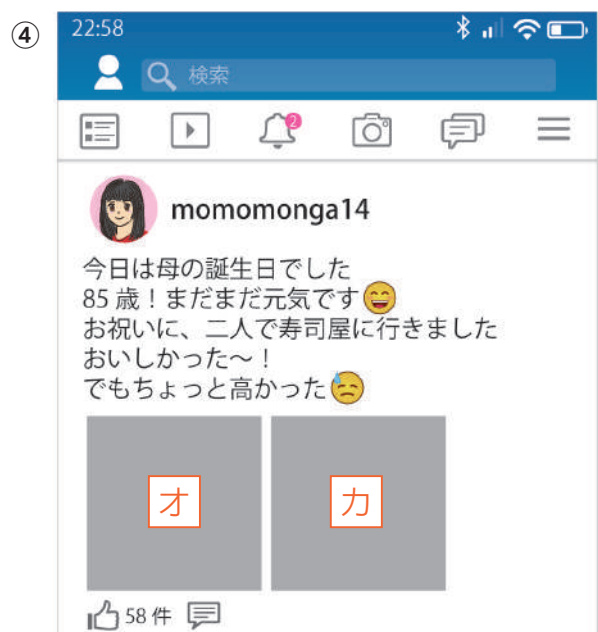 ④
22:58
検索
2
momomonga14
今日は母の誕生日でした
85歳！まだまだ元気です😄
お祝いに、二人で寿司屋に行きました
おいしかった～！
でもちょっと高かった😓
オ
カ
58件